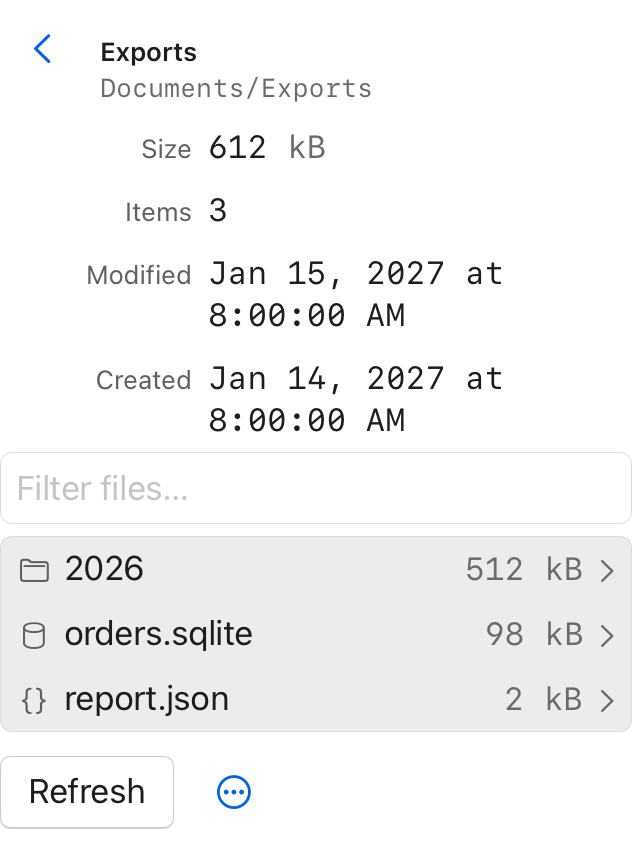 Exports
Documents/Exports
Size 612 kB
Items 3
Modified Jan 15, 2027 at
8:00:00 AM
Created Jan 14, 2027 at
8:00:00 AM
Filter files...
2026 512 kB
orders.sqlite 98 kB
{} report.json 2 kB
Refresh